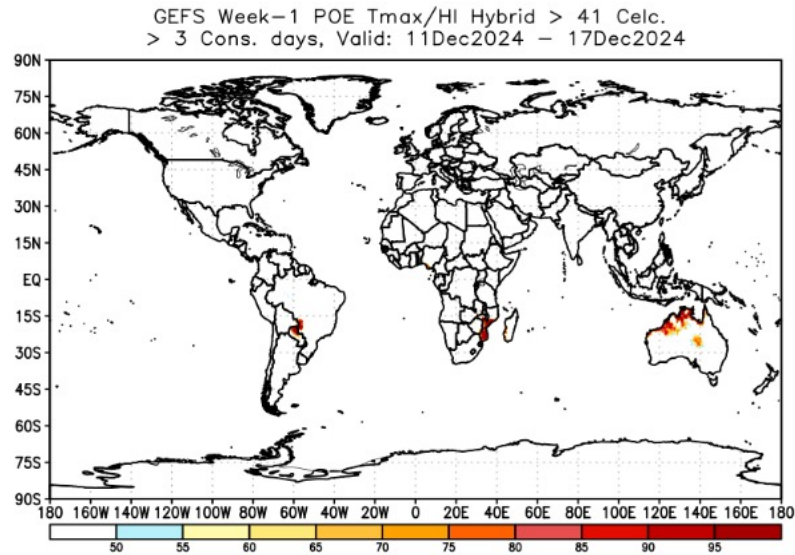 GEFS Week-1 POE Tmax/HI Hybrid > 41 Celc.
> 3 Cons. days, Valid: 11Dec2024 - 17Dec2024
90N
75N
60N
45N
30N
15N
EQ
15S
30S
45S
60S
75S
90S
180 160W 140W 120W 100W 80W 60W 40W 20W 0 20E 40E 60E 80E 100E 120E 140E 160E 180
50 55 60 65 70 75 80 85 90 95